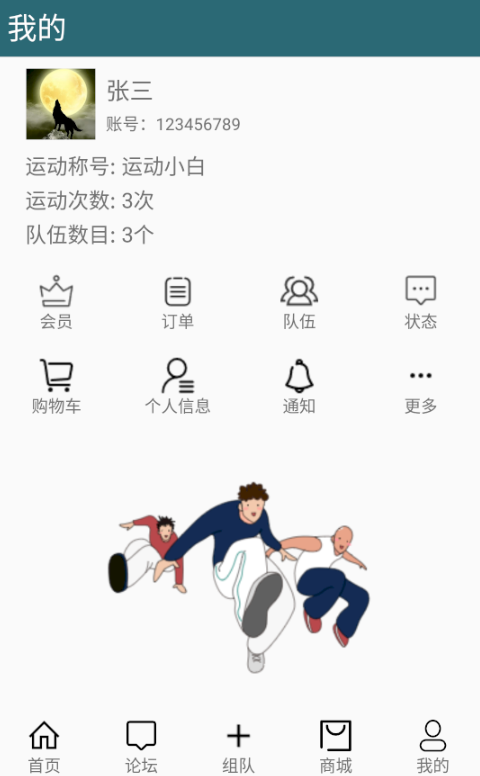 我的
张三
账号：123456789
运动称号: 运动小白
运动次数: 3次
队伍数目: 3个
会员 订单 队伍 状态
购物车 个人信息 通知 更多
首页 论坛 组队 商城 我的